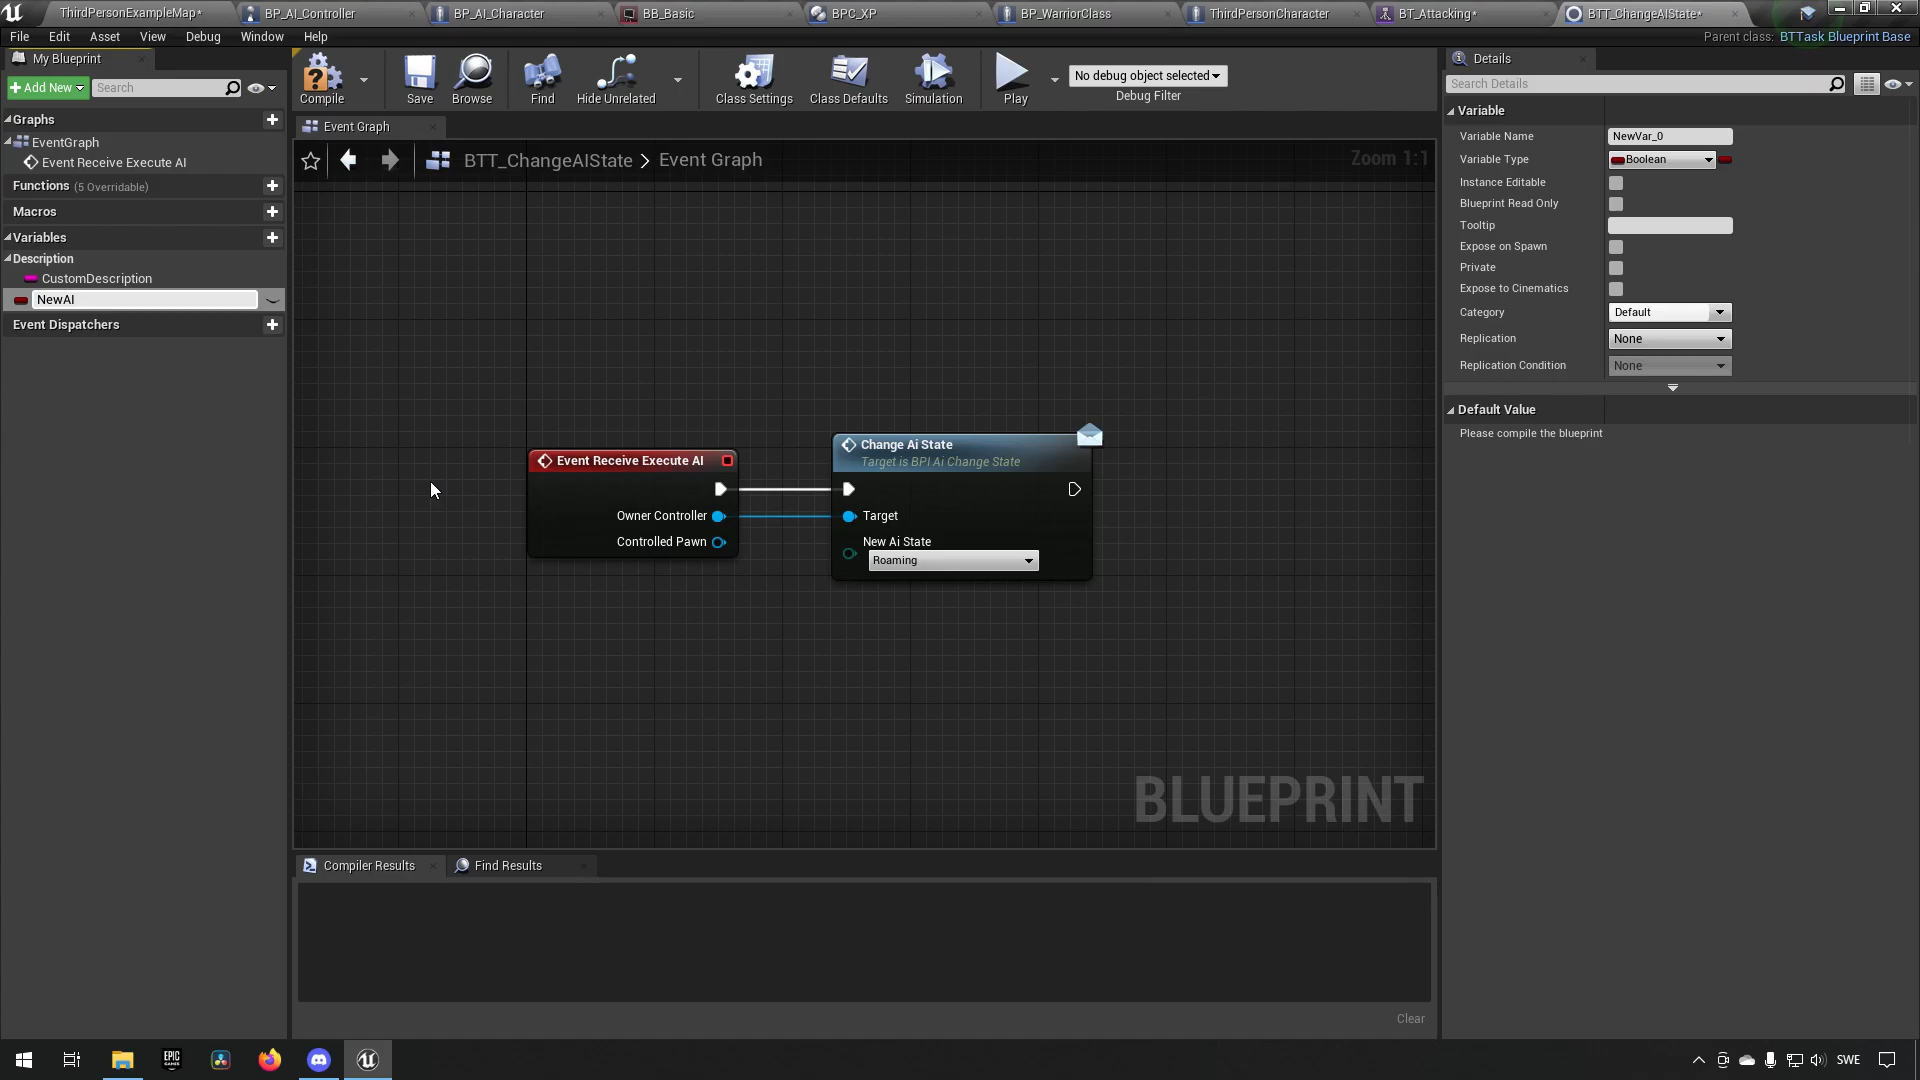 ThirdPersonExampleMap*
BP_AI_Controller
BP_AI_Character
BB_Basic
BPC_XP
BP_WarriorClass
ThirdPersonCharacter
BT_Attacking*
BTT_ChangeAIState*
File Edit Asset View Debug Window Help
Parent class: BTTask Blueprint Base
My Blueprint
Add New
Search
Compile
Save
Browse
Find
Hide Unrelated
Class Settings
Class Defaults
Simulation
Play
No debug object selected
Debug Filter
Graphs
EventGraph
Event Receive Execute AI
Functions (5 Overridable)
Macros
Variables
Description
CustomDescription
NewAI
Event Dispatchers
Event Graph
BTT_ChangeAIState > Event Graph
Zoom 1:1
Event Receive Execute AI
Owner Controller
Controlled Pawn
Change Ai State
Target is BPI Ai Change State
Target
New Ai State
Roaming
BLUEPRINT
Compiler Results
Find Results
Clear
Details
Search Details
Variable
Variable Name NewVar_0
Variable Type Boolean
Instance Editable
Blueprint Read Only
Tooltip
Expose on Spawn
Private
Expose to Cinematics
Category Default
Replication None
Replication Condition None
Default Value
Please compile the blueprint
EPIC
GAMES
SWE